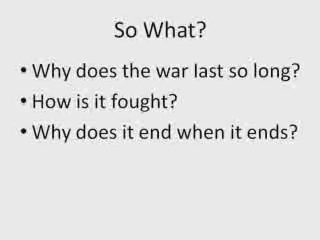 So What?
• Why does the war last so long?
• How is it fought?
• Why does it end when it ends?